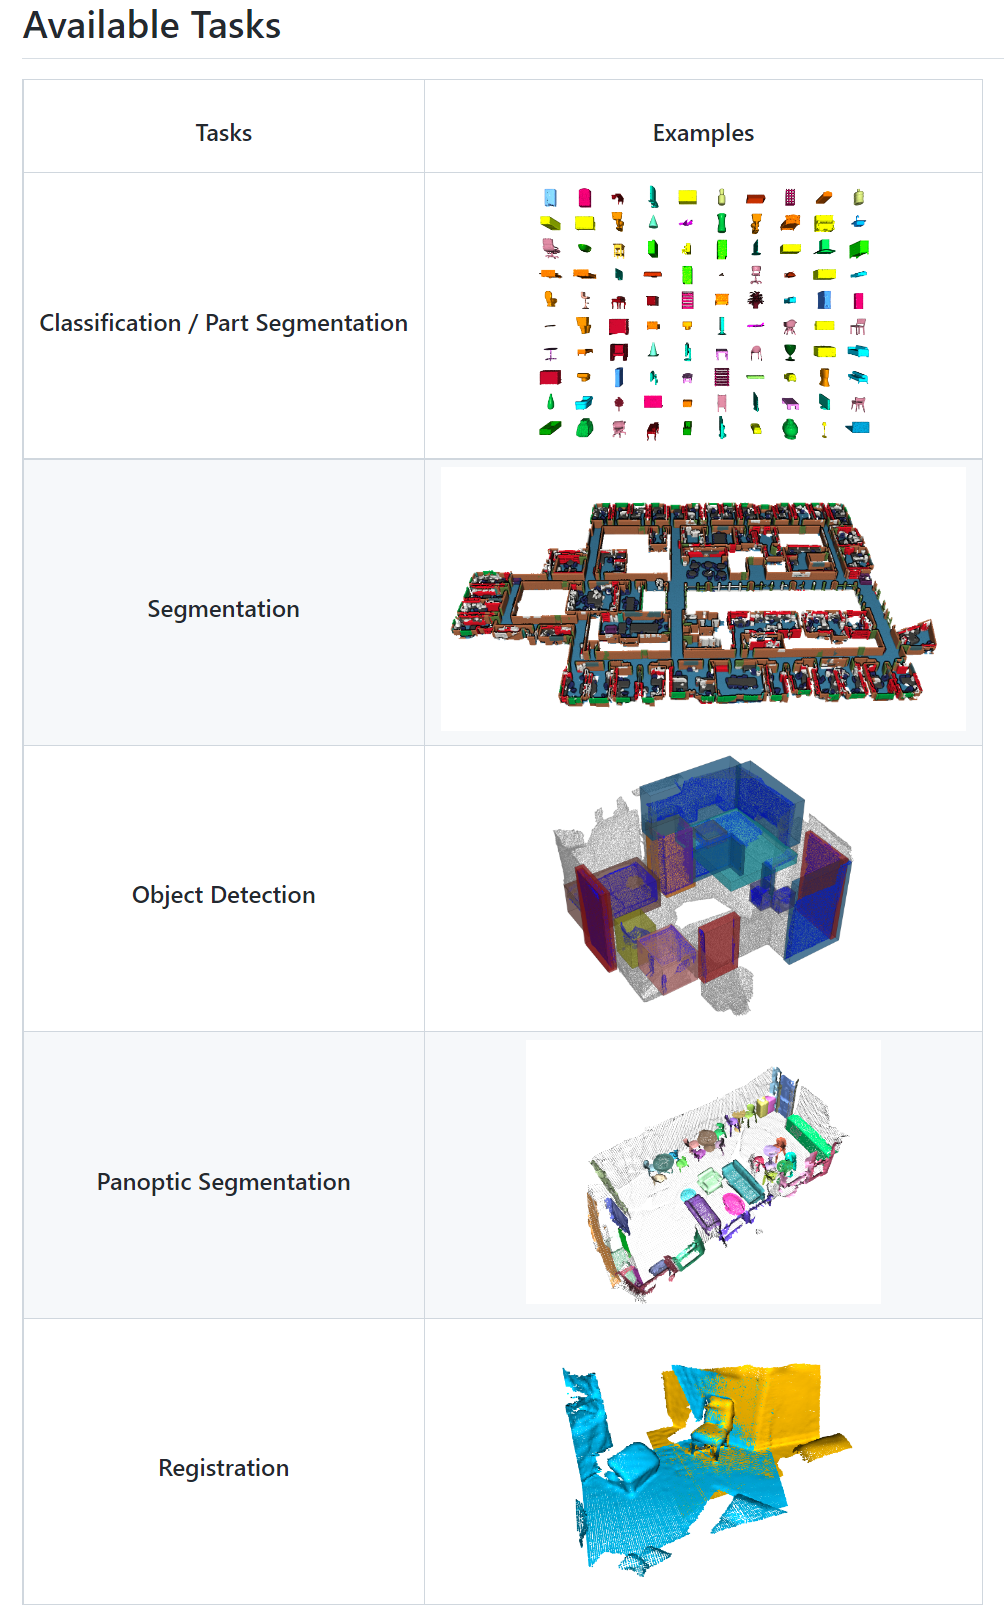 Available Tasks
Tasks
Examples
Classification / Part Segmentation
Segmentation
Object Detection
Panoptic Segmentation
Registration